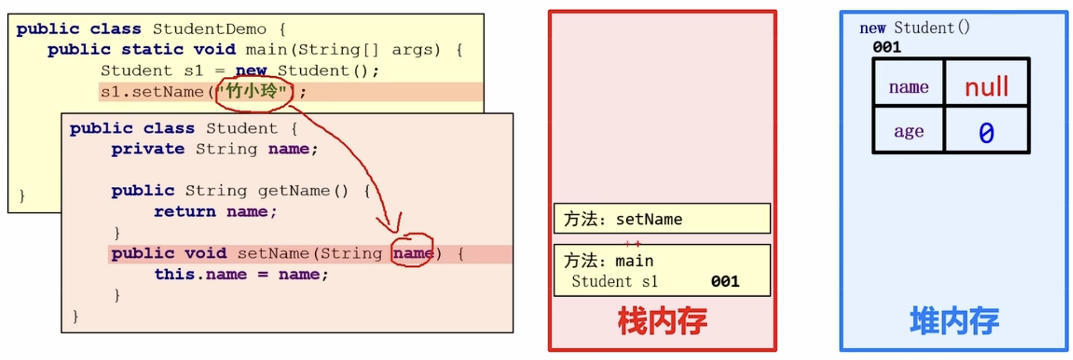 public class StudentDemo {
public static void main(String[] args) {
Student s1 = new Student();
s1.setName("竹小玲");
}
public class Student {
private String name;
public String getName() {
return name;
}
public void setName(String name) {
this.name = name;
}
}
方法：setName
方法：main
Student s1 001
栈内存
new Student()
001
name null
age 0
堆内存